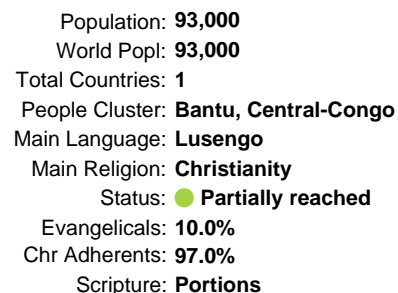 Population: 93,000
World Popl: 93,000
Total Countries: 1
People Cluster: Bantu, Central-Congo
Main Language: Lusengo
Main Religion: Christianity
Status: Partially reached
Evangelicals: 10.0%
Chr Adherents: 97.0%
Scripture: Portions